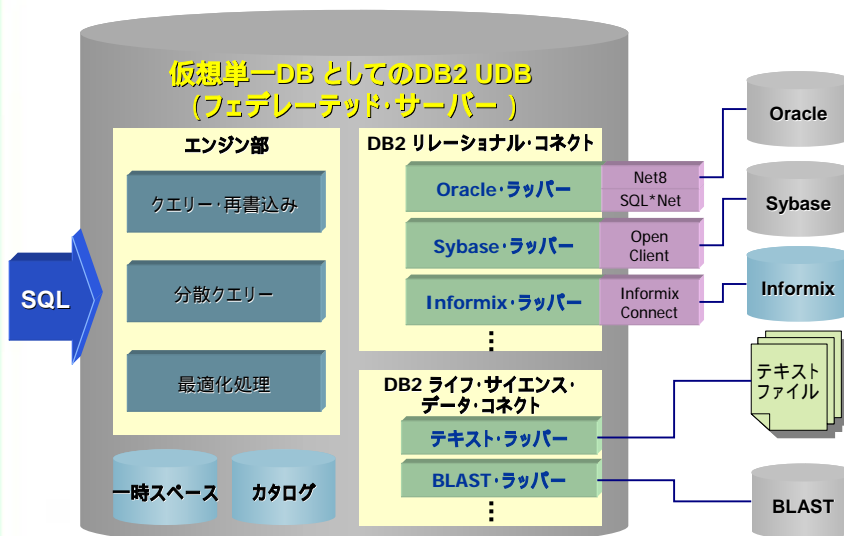 仮想単一DB としてのDB2 UDB
(フェデレーテッド・サーバー )
エンジン部
クエリー・再書込み
分散クエリー
最適化処理
一時スペース
カタログ
SQL
DB2 リレーショナル・コネクト
Oracle・ラッパー
Net8
SQL*Net
Sybase・ラッパー
Open
Client
Informix・ラッパー
Informix
Connect
DB2 ライフ・サイエンス・
データ・コネクト
テキスト・ラッパー
BLAST・ラッパー
Oracle
Sybase
Informix
テキスト
ファイル
BLAST